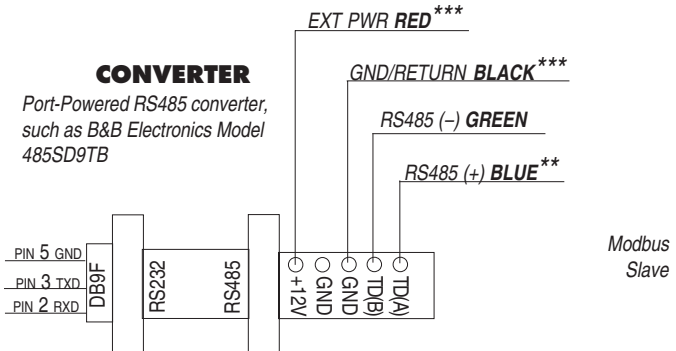 EXT PWR RED***
CONVERTER
GND/RETURN BLACK***
Port-Powered RS485 converter,
such as B&B Electronics Model
485SD9TB
RS485 (–) GREEN
RS485 (+) BLUE**
Modbus
Slave
PIN 5 GND
PIN 3 TXD
PIN 2 RXD
DB9F
RS232
RS485
+12V
GND
GND
TD(B)
TD(A)